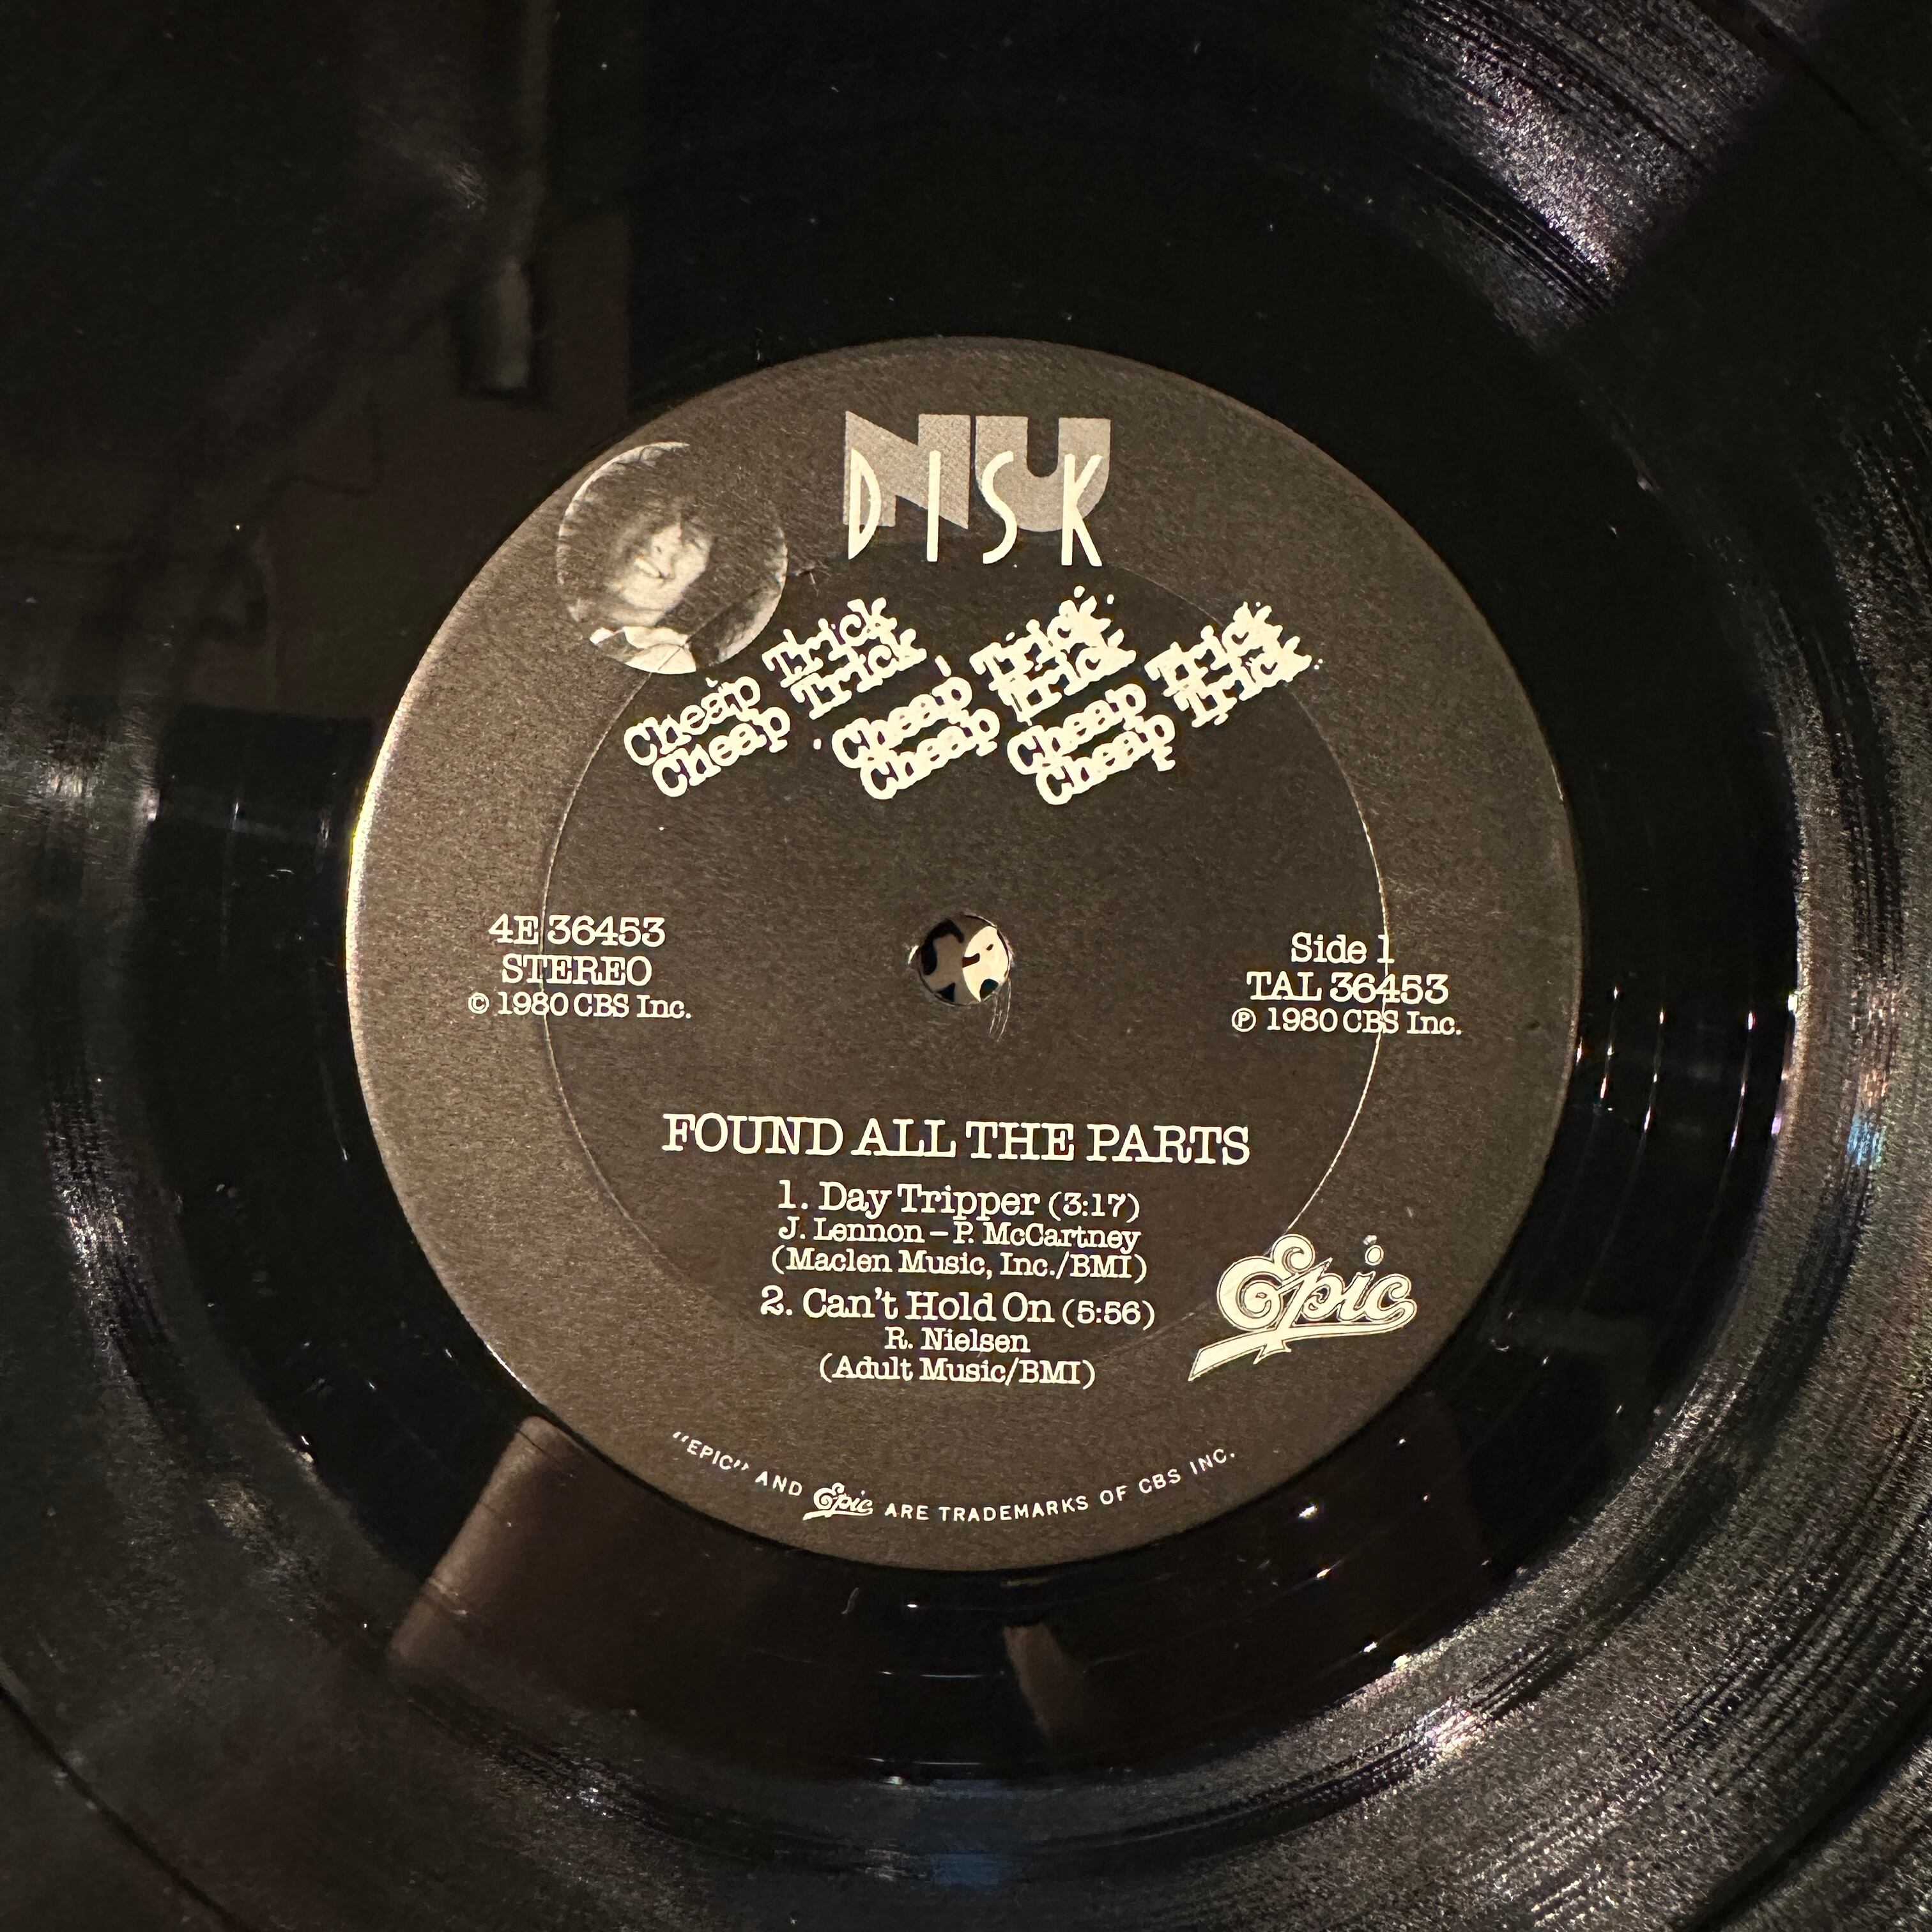 NU
DISK
Cheap Trick Cheap Trick Cheap Trick
Cheap Trick Cheap Trick Cheap Trick
4E 36453
STEREO
© 1980 CBS Inc.
Side 1
TAL 36453
℗ 1980 CBS Inc.
FOUND ALL THE PARTS
1. Day Tripper (3:17)
J. Lennon – P. McCartney
(Maclen Music, Inc./BMI)
2. Can't Hold On (5:56)
R. Nielsen
(Adult Music/BMI)
Epic
"EPIC" AND Epic ARE TRADEMARKS OF CBS INC.